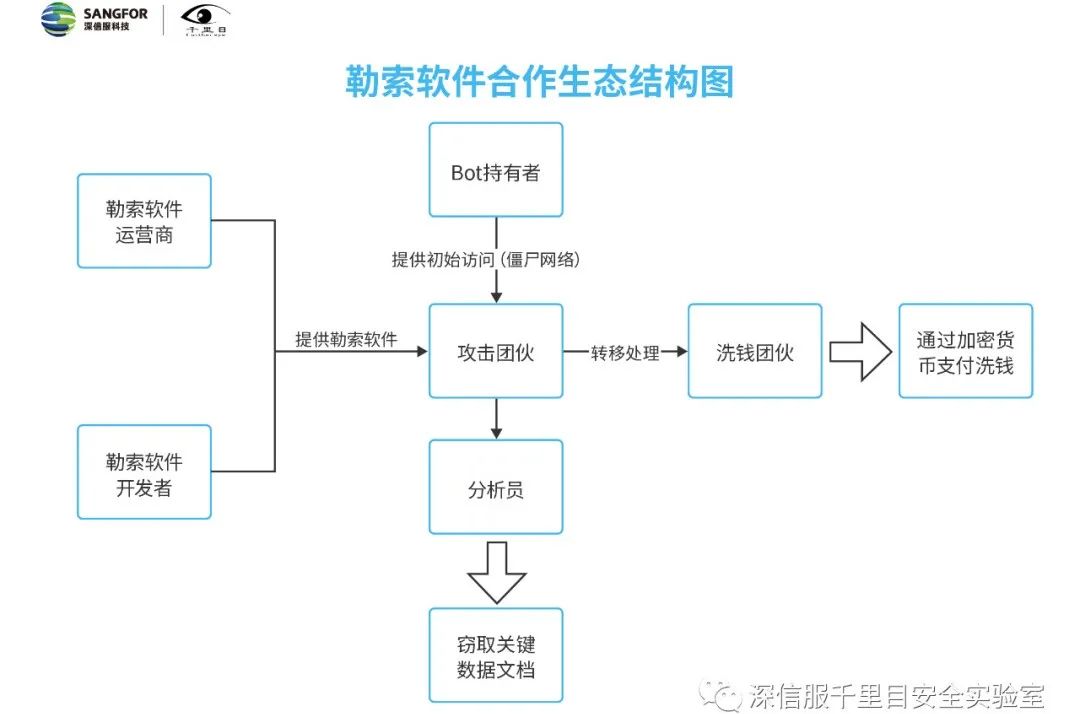 SANGFOR
深信服科技
千里目
勒索软件合作生态结构图
Bot持有者
勒索软件
运营商
提供初始访问(僵尸网络)
提供勒索软件
攻击团伙
转移处理
洗钱团伙
通过加密货
币支付洗钱
勒索软件
开发者
分析员
窃取关键
数据文档
深信服千里目安全实验室